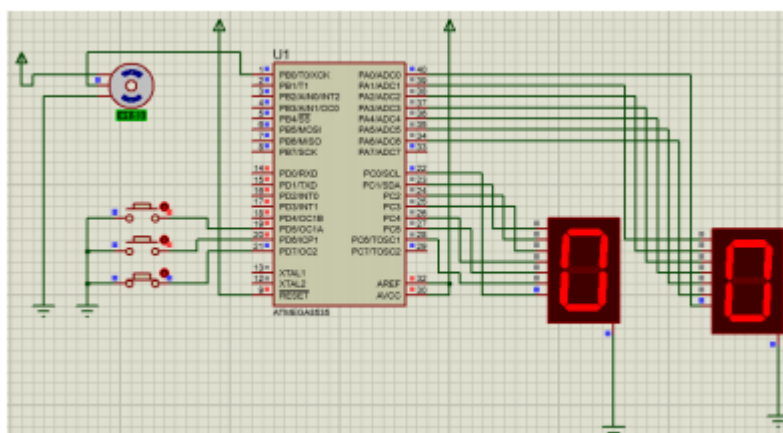 U1
PB0/T0/XCK
PB1/T1
PB2/AIN0/INT2
PB3/AIN1/OC0
PB4/SS
PB5/MOSI
PB6/MISO
PB7/SCK
PD0/RXD
PD1/TXD
PD2/INT0
PD3/INT1
PD4/OC1B
PD5/OC1A
PD6/ICP1
PD7/OC2
XTAL1
XTAL2
RESET
PA0/ADC0
PA1/ADC1
PA2/ADC2
PA3/ADC3
PA4/ADC4
PA5/ADC5
PA6/ADC6
PA7/ADC7
PC0/SCL
PC1/SDA
PC2
PC3
PC4
PC5
PC6/TOSC1
PC7/TOSC2
AREF
AVCC
1
2
3
4
5
6
7
8
14
15
16
17
18
19
20
21
13
12
9
40
39
38
37
36
35
34
33
22
23
24
25
26
27
28
29
32
30
ATMEGA8535
0
0